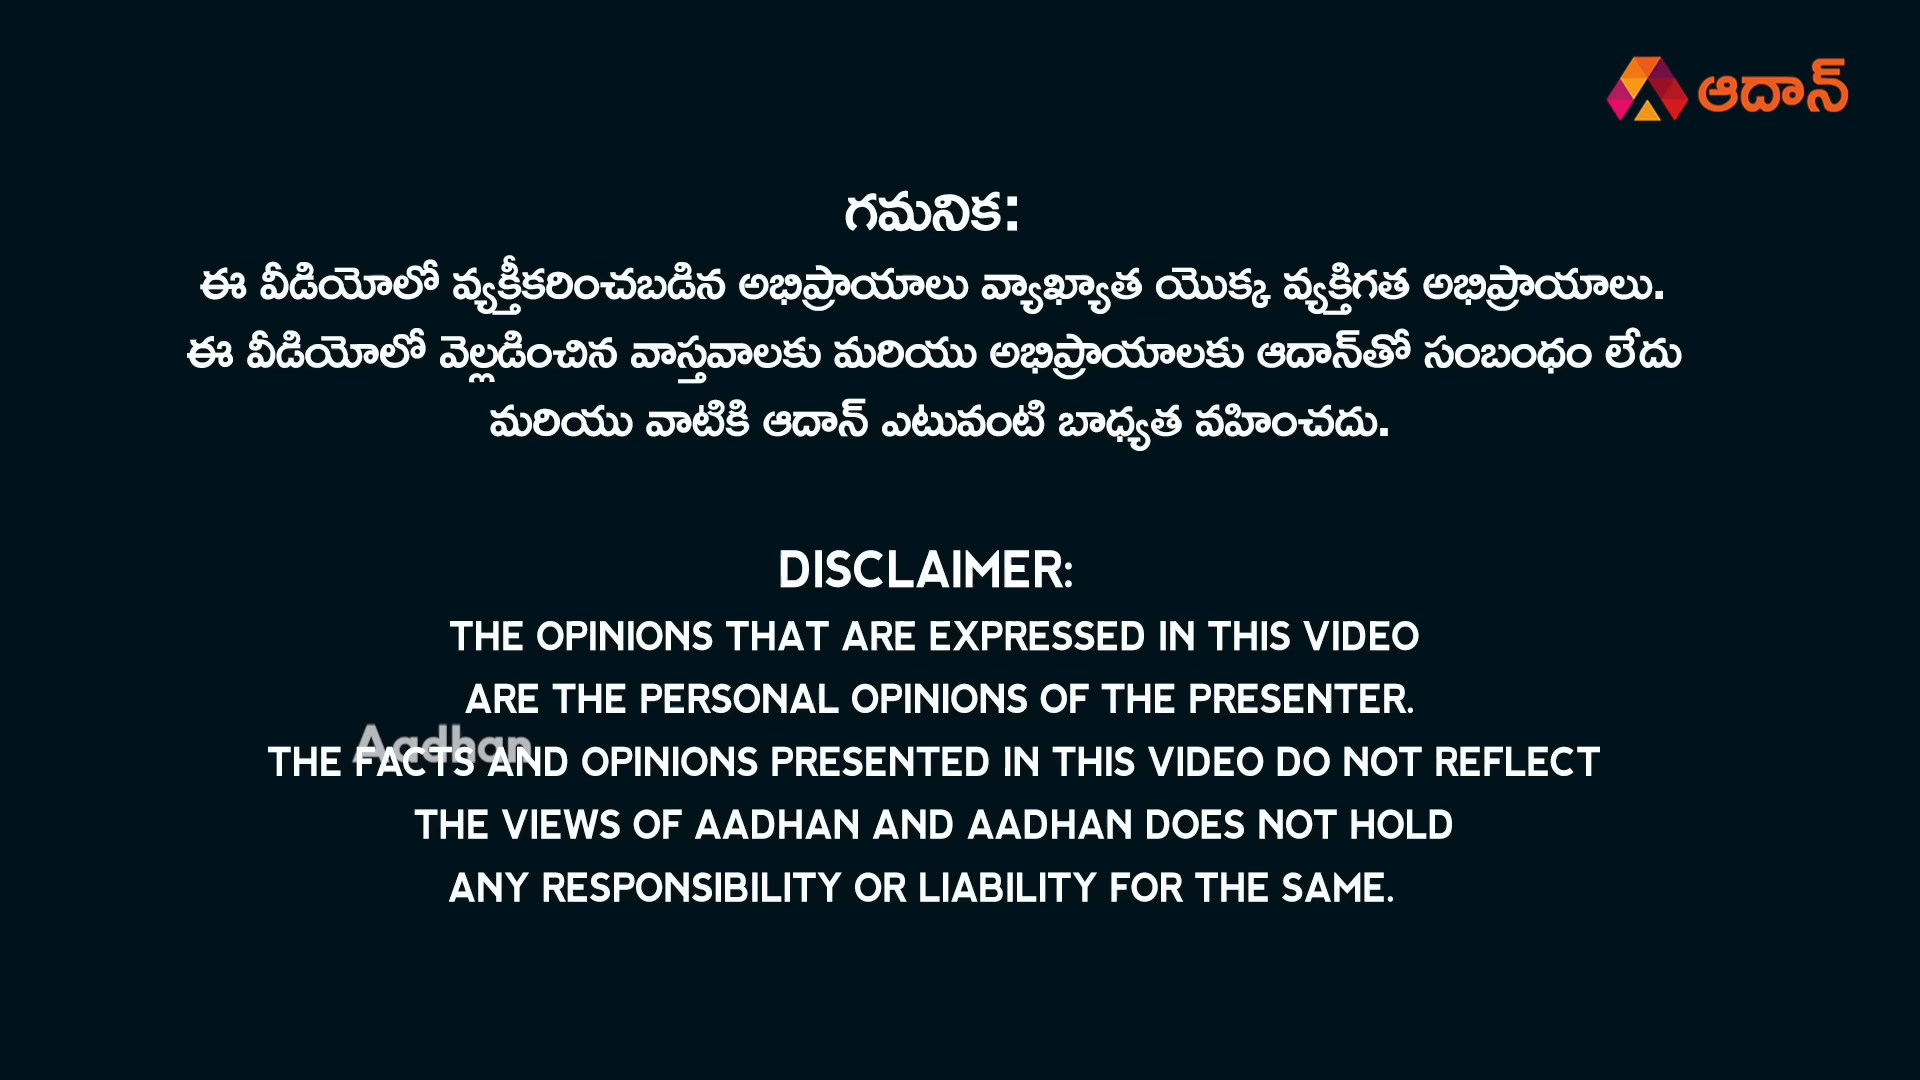 ఆదాన్
గమనిక:
ఈ వీడియోలో వ్యక్తీకరించబడిన అభిప్రాయాలు వ్యాఖ్యాత యొక్క వ్యక్తిగత అభిప్రాయాలు.
ఈ వీడియోలో వెల్లడించిన వాస్తవాలకు మరియు అభిప్రాయాలకు ఆదాన్‌తో సంబంధం లేదు
మరియు వాటికి ఆదాన్ ఎటువంటి బాధ్యత వహించదు.
DISCLAIMER:
THE OPINIONS THAT ARE EXPRESSED IN THIS VIDEO
ARE THE PERSONAL OPINIONS OF THE PRESENTER.
Aadhan
THE FACTS AND OPINIONS PRESENTED IN THIS VIDEO DO NOT REFLECT
THE VIEWS OF AADHAN AND AADHAN DOES NOT HOLD
ANY RESPONSIBILITY OR LIABILITY FOR THE SAME.